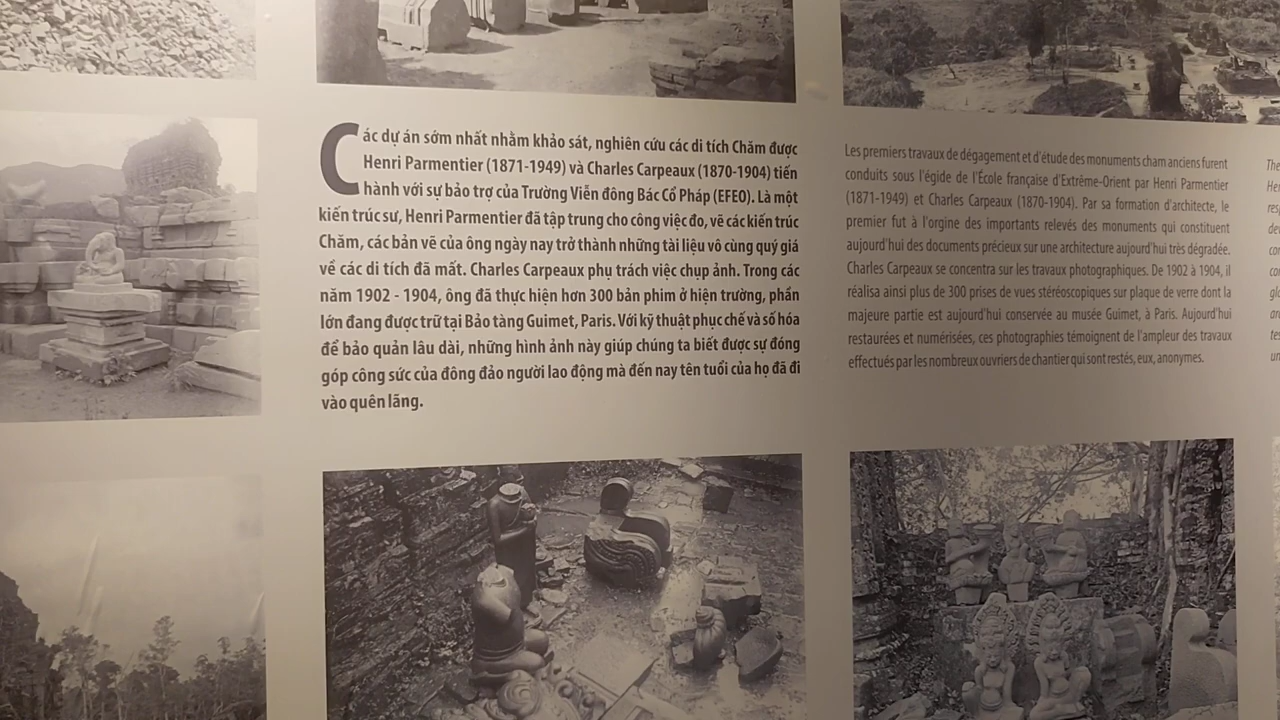 Các dự án sớm nhất nhằm khảo sát, nghiên cứu các di tích Chăm được
Henri Parmentier (1871-1949) và Charles Carpeaux (1870-1904) tiến
hành với sự bảo trợ của Trường Viễn đông Bác Cổ Pháp (EFEO). Là một
kiến trúc sư, Henri Parmentier đã tập trung cho công việc đo, vẽ các kiến trúc
Chăm, các bản vẽ của ông ngày nay trở thành những tài liệu vô cùng quý giá
về các di tích đã mất. Charles Carpeaux phụ trách việc chụp ảnh. Trong các
năm 1902 - 1904, ông đã thực hiện hơn 300 bản phim ở hiện trường, phần
lớn đang được trữ tại Bảo tàng Guimet, Paris. Với kỹ thuật phục chế và số hóa
để bảo quản lâu dài, những hình ảnh này giúp chúng ta biết được sự đóng
góp công sức của đông đảo người lao động mà đến nay tên tuổi của họ đã đi
vào quên lãng.
Les premiers travaux de dégagement et d'étude des monuments cham anciens furent
conduits sous l'égide de l'École française d'Extrême-Orient par Henri Parmentier
(1871-1949) et Charles Carpeaux (1870-1904). Par sa formation d'architecte, le
premier fut à l'orgine des importants relevés des monuments qui constituent
aujourd'hui des documents précieux sur une architecture aujourd'hui très dégradée.
Charles Carpeaux se concentra sur les travaux photographiques. De 1902 à 1904, il
réalisa ainsi plus de 300 prises de vues stéréoscopiques sur plaque de verre dont la
majeure partie est aujourd'hui conservée au musée Guimet, à Paris. Aujourd'hui
restaurées et numérisées, ces photographies témoignent de l'ampleur des travaux
effectués par les nombreux ouvriers de chantier qui sont restés, eux, anonymes.